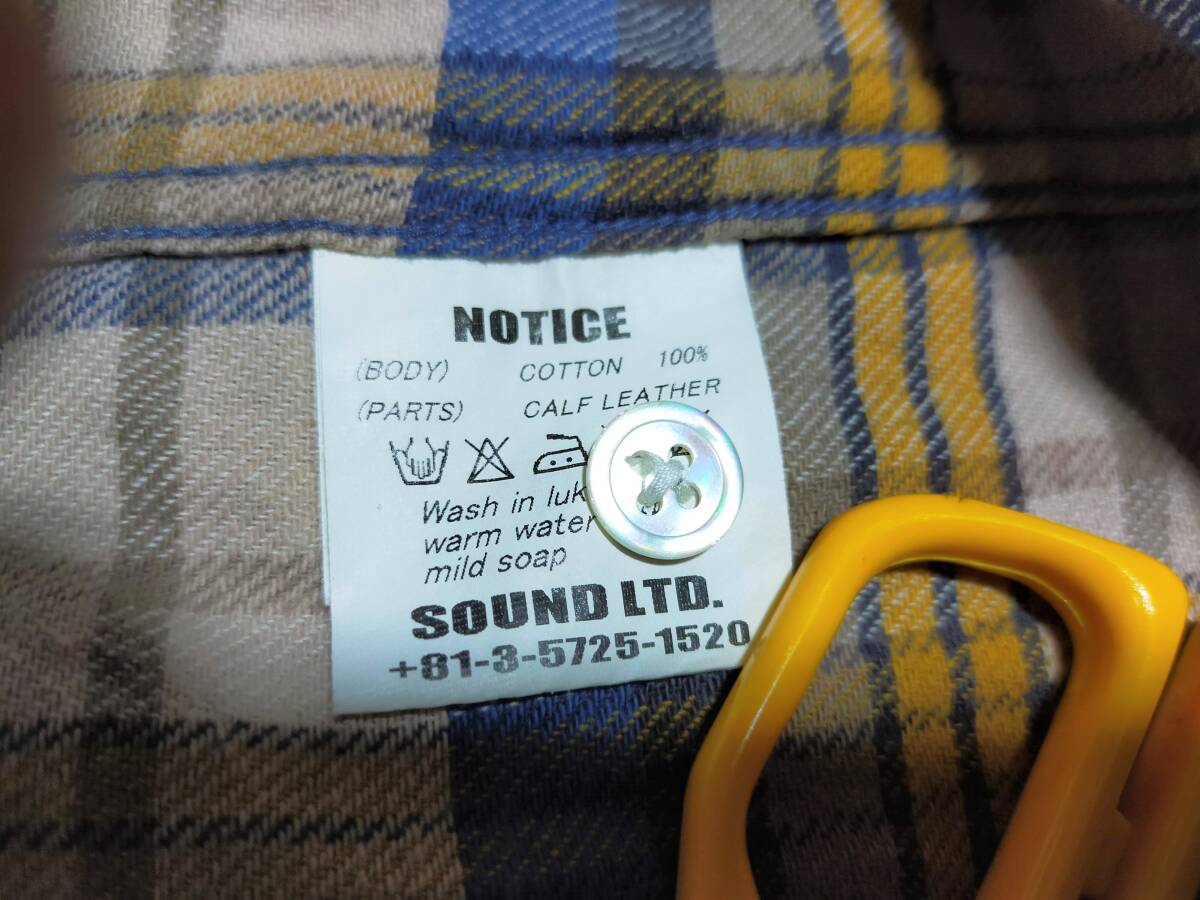 NOTICE
(BODY) COTTON 100%
(PARTS) CALF LEATHER
Wash in luk
warm water
mild soap
SOUND LTD.
+81-3-5725-1520